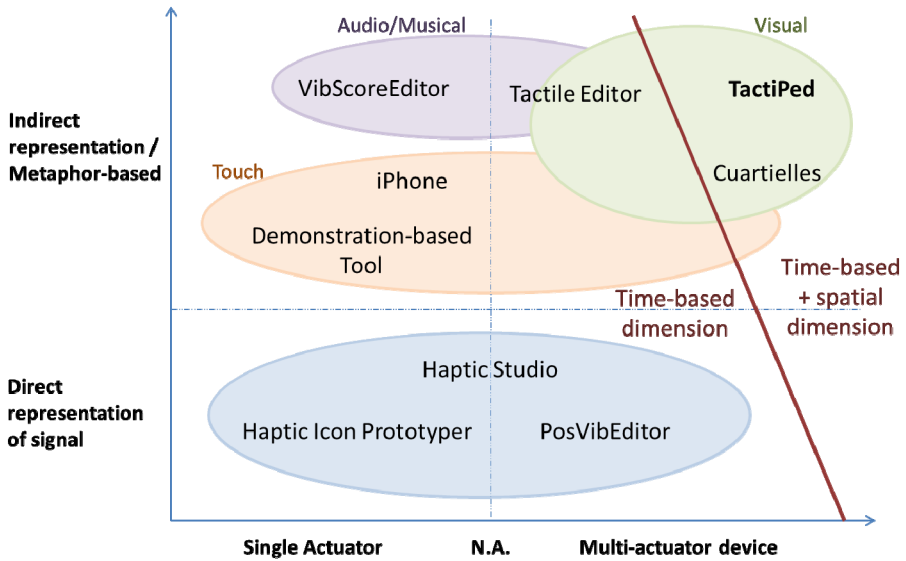 Audio/Musical
Visual
VibScoreEditor
Tactile Editor
TactiPed
Indirect
representation /
Metaphor-based
Touch
iPhone
Cuartielles
Demonstration-based
Tool
Time-based
dimension
Time-based
+ spatial
dimension
Direct
representation
of signal
Haptic Studio
Haptic Icon Prototyper
PosVibEditor
Single Actuator
N.A.
Multi-actuator device